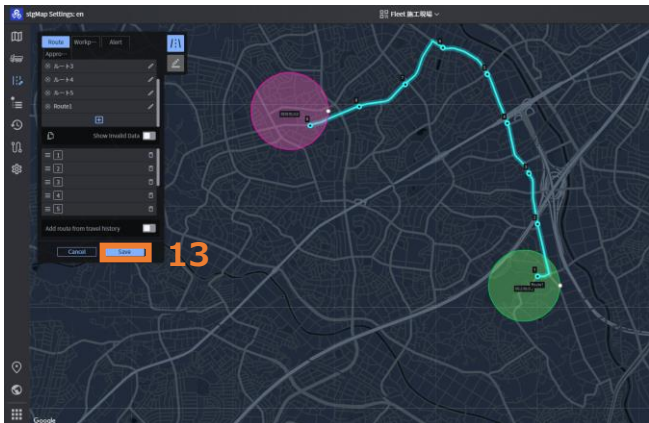 sigMap Settings: en
Fleet 施工現場
Route Workp… Alert
Appro…
ルート3
ルート4
ルート5
Route1
Show Invalid Data
1
2
3
4
5
Add route from travel history
Cancel Save
13
Route1
Google